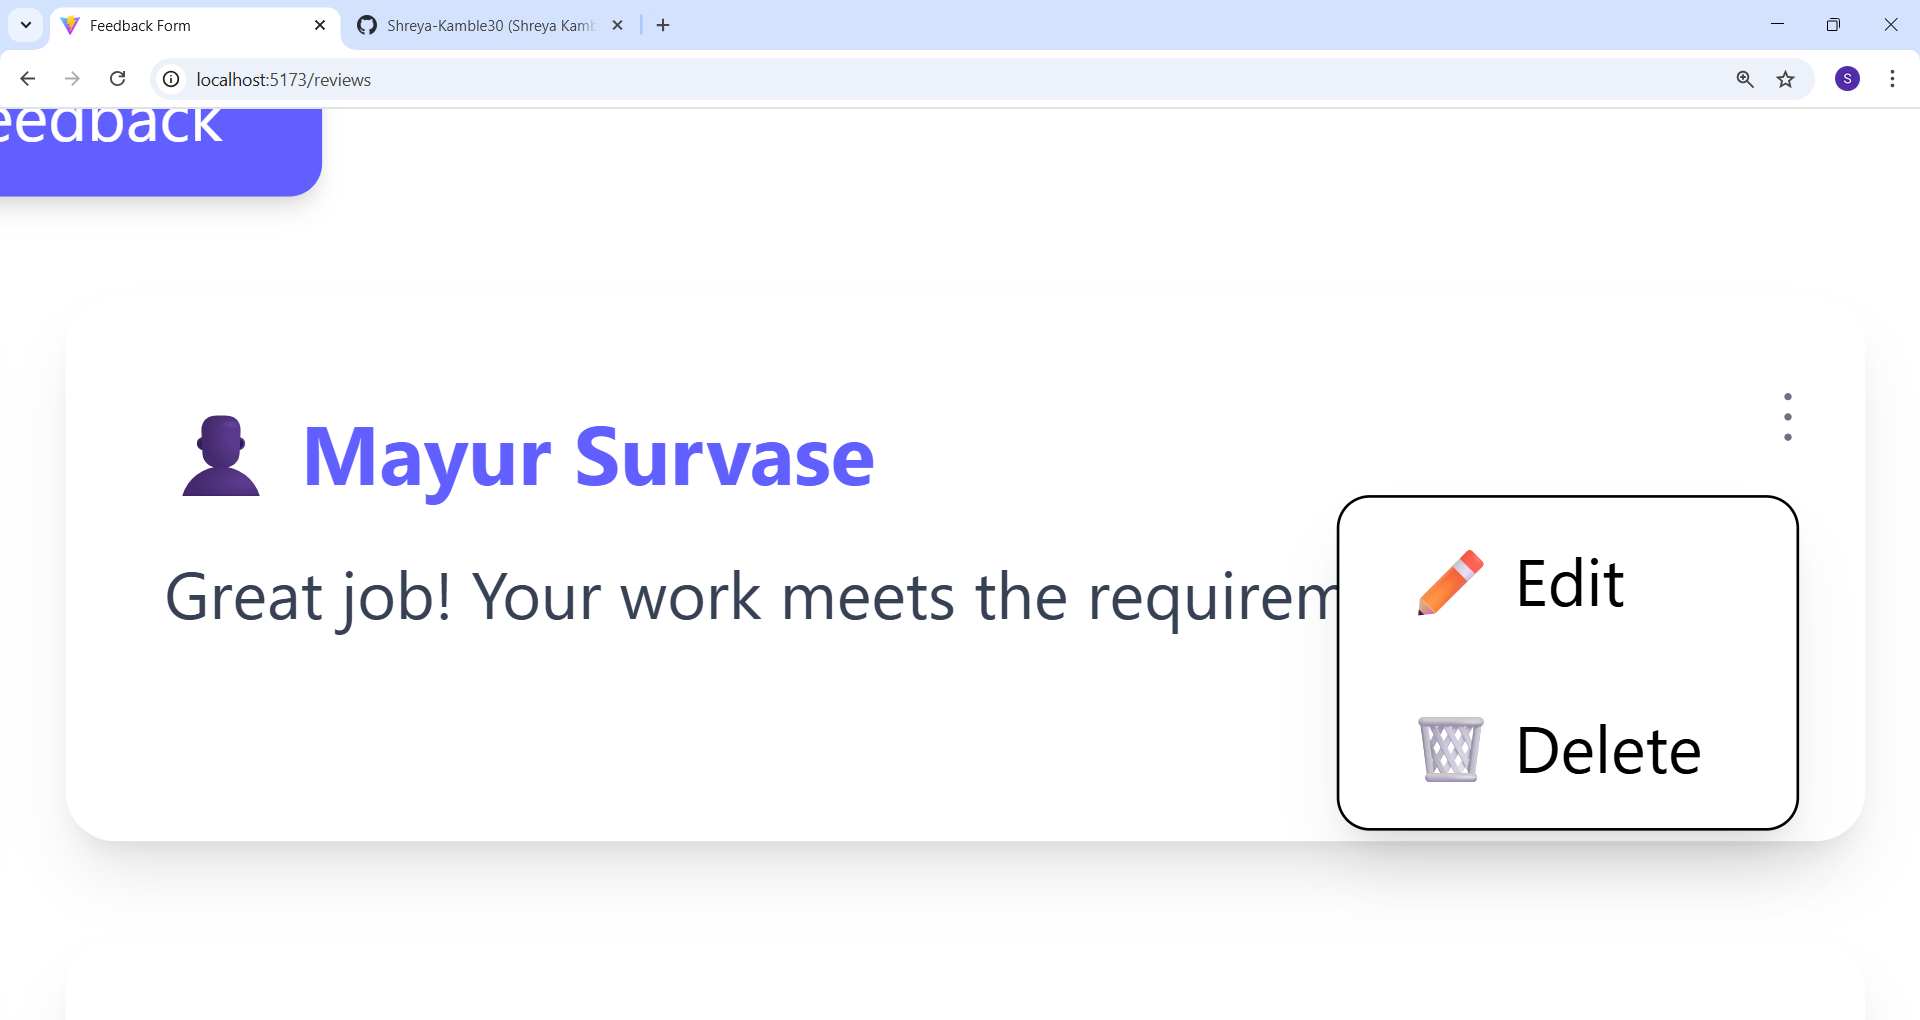 Feedback Form
Shreya-Kamble30 (Shreya Kamb
localhost:5173/reviews
S
eedback
Mayur Survase
Great job! Your work meets the requirem
Edit
Delete